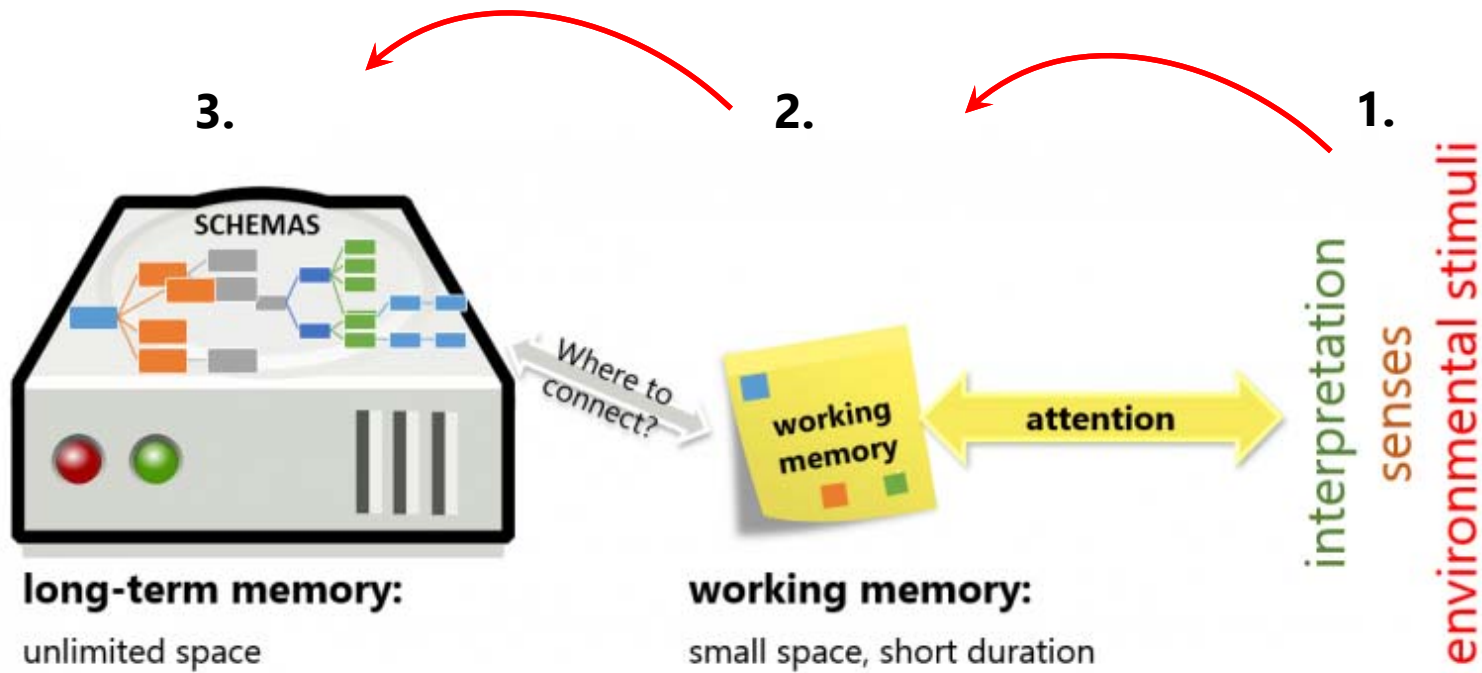 3.
2.
1.
SCHEMAS
Where to
connect?
working
memory
attention
interpretation
senses
environmental stimuli
long-term memory:
unlimited space
working memory:
small space, short duration